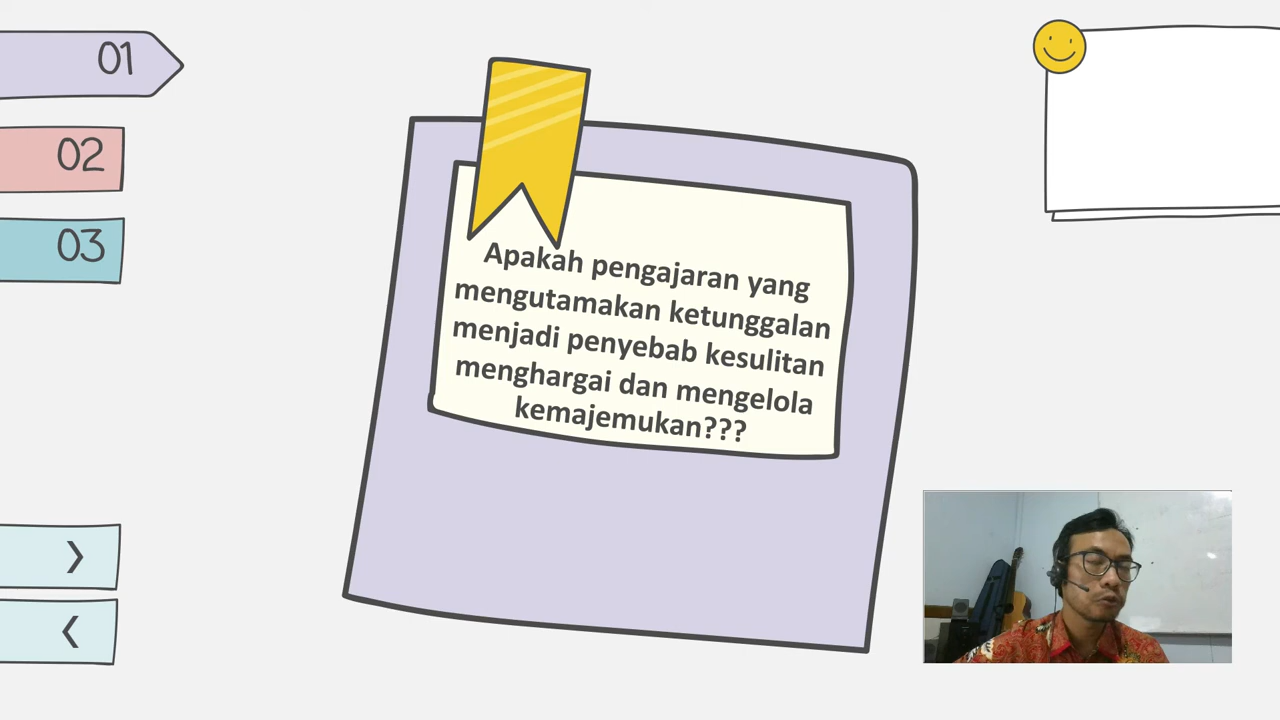 01
02
03
Apakah pengajaran yang
mengutamakan ketunggalan
menjadi penyebab kesulitan
menghargai dan mengelola
kemajemukan???